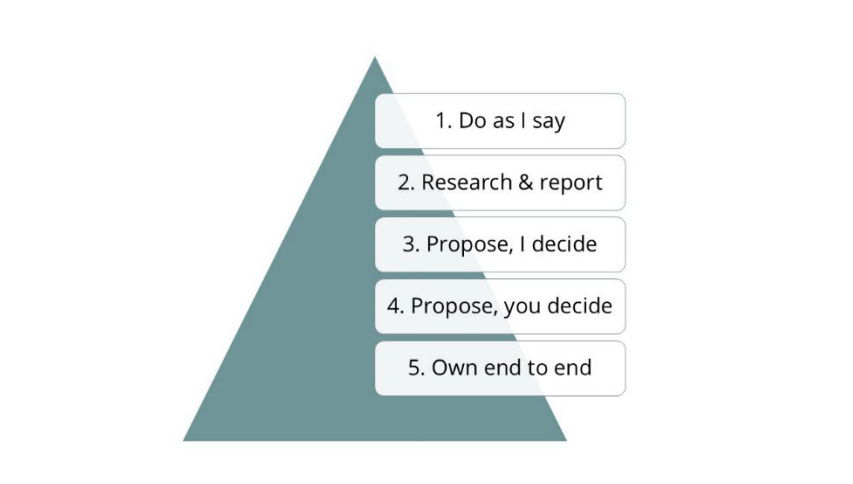 1. Do as I say
2. Research & report
3. Propose, I decide
4. Propose, you decide
5. Own end to end